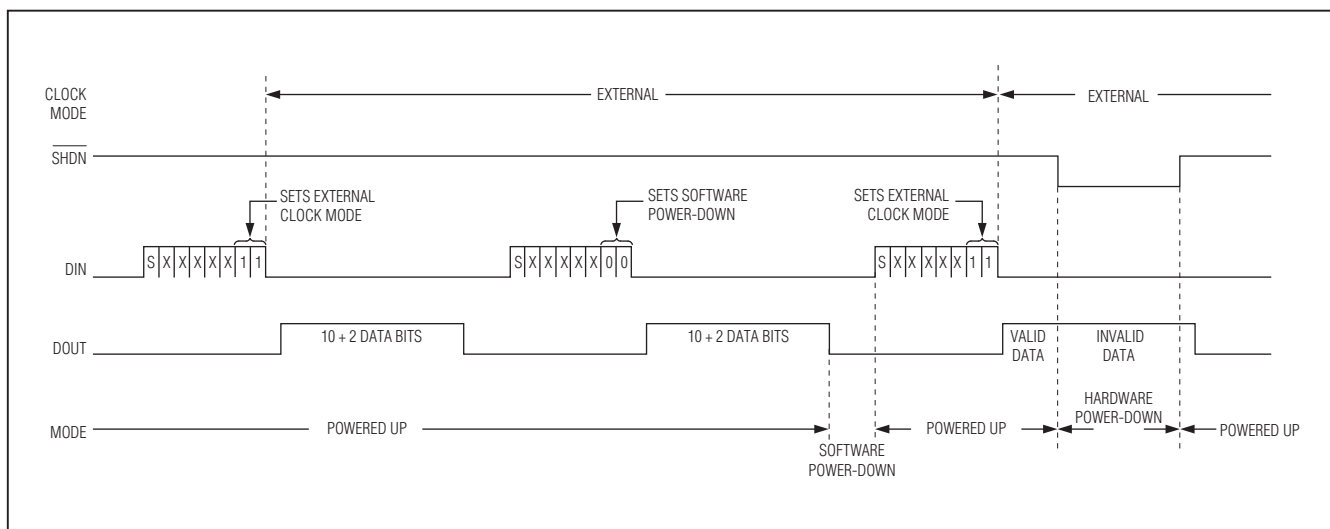 CLOCK
MODE
EXTERNAL
EXTERNAL
SHDN
SETS EXTERNAL
CLOCK MODE
SETS SOFTWARE
POWER-DOWN
SETS EXTERNAL
CLOCK MODE
DIN
S X X X X X 1 1
S X X X X X 0 0
S X X X X X 1 1
DOUT
10 + 2 DATA BITS
10 + 2 DATA BITS
VALID
DATA
INVALID
DATA
MODE
POWERED UP
SOFTWARE
POWER-DOWN
POWERED UP
HARDWARE
POWER-DOWN
POWERED UP